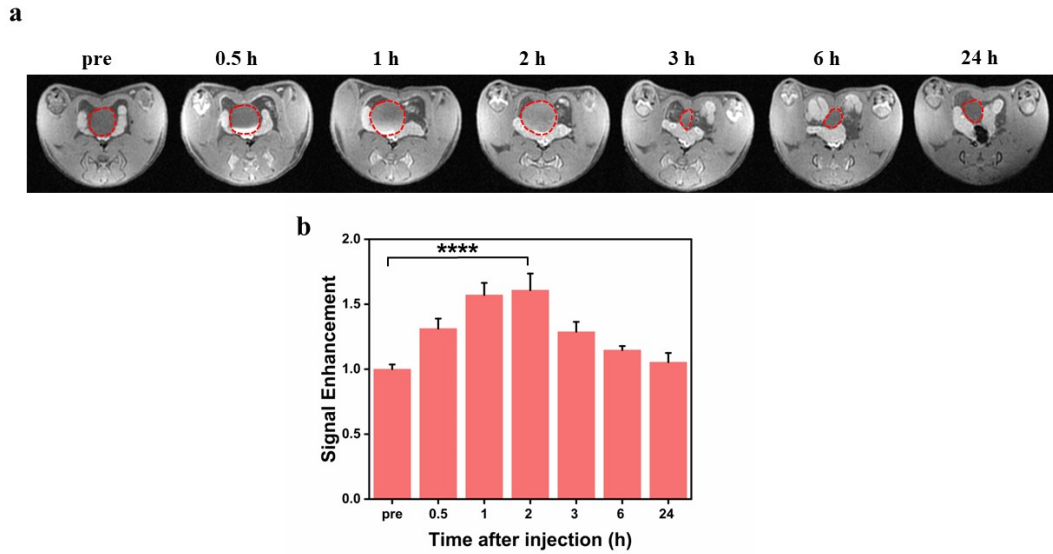 a
pre 0.5 h 1 h 2 h 3 h 6 h 24 h
b
2.0
****
1.5
1.0
0.5
0.0
Signal Enhancement
pre 0.5 1 2 3 6 24
Time after injection (h)